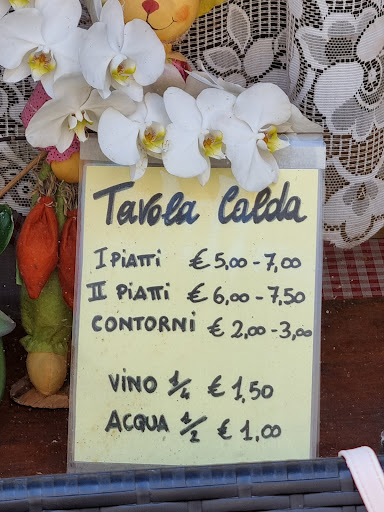 Tavola Calda
I PIATTI € 5,00 - 7,00
II PIATTI € 6,00 - 7,50
CONTORNI € 2,00 - 3,00
VINO 1/4 € 1,50
ACQUA 1/2 € 1,00